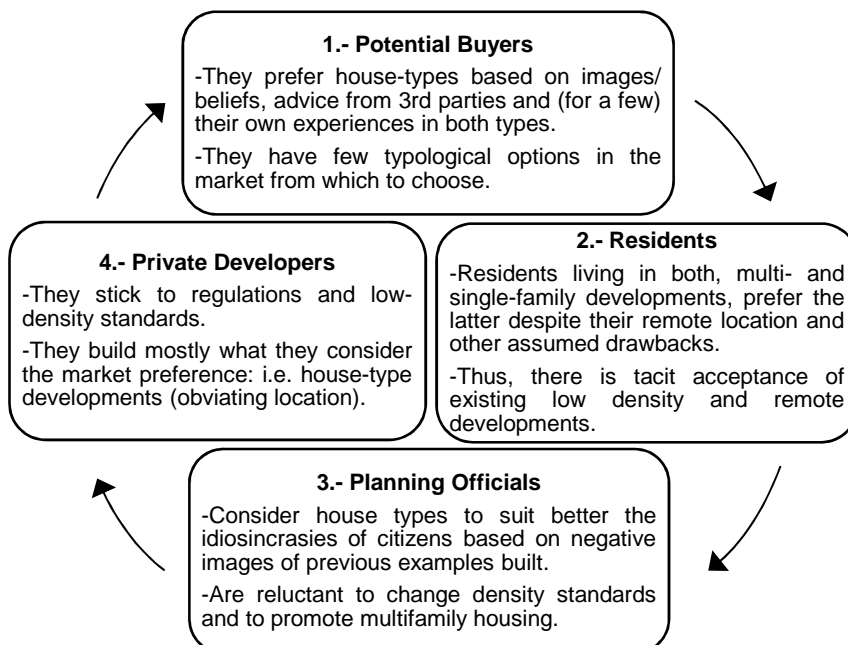 1.- Potential Buyers
-They prefer house-types based on images/
beliefs, advice from 3rd parties and (for a few)
their own experiences in both types.
-They have few typological options in the
market from which to choose.
2.- Residents
-Residents living in both, multi- and
single-family developments, prefer the
latter despite their remote location and
other assumed drawbacks.
-Thus, there is tacit acceptance of
existing low density and remote
developments.
3.- Planning Officials
-Consider house types to suit better the
idiosincrasies of citizens based on negative
images of previous examples built.
-Are reluctant to change density standards
and to promote multifamily housing.
4.- Private Developers
-They stick to regulations and low-
density standards.
-They build mostly what they consider
the market preference: i.e. house-type
developments (obviating location).